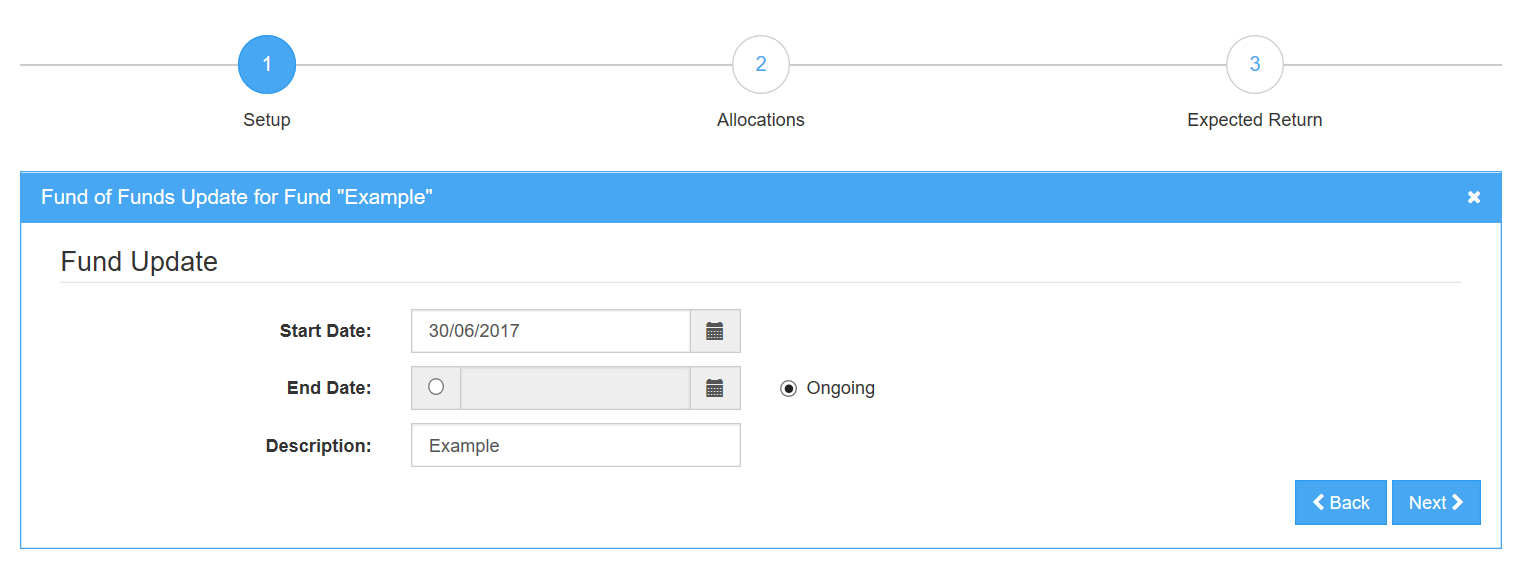 1 2 3
Setup Allocations Expected Return
Fund of Funds Update for Fund "Example"
Fund Update
Start Date: 30/06/2017
End Date: Ongoing
Description: Example
Back Next